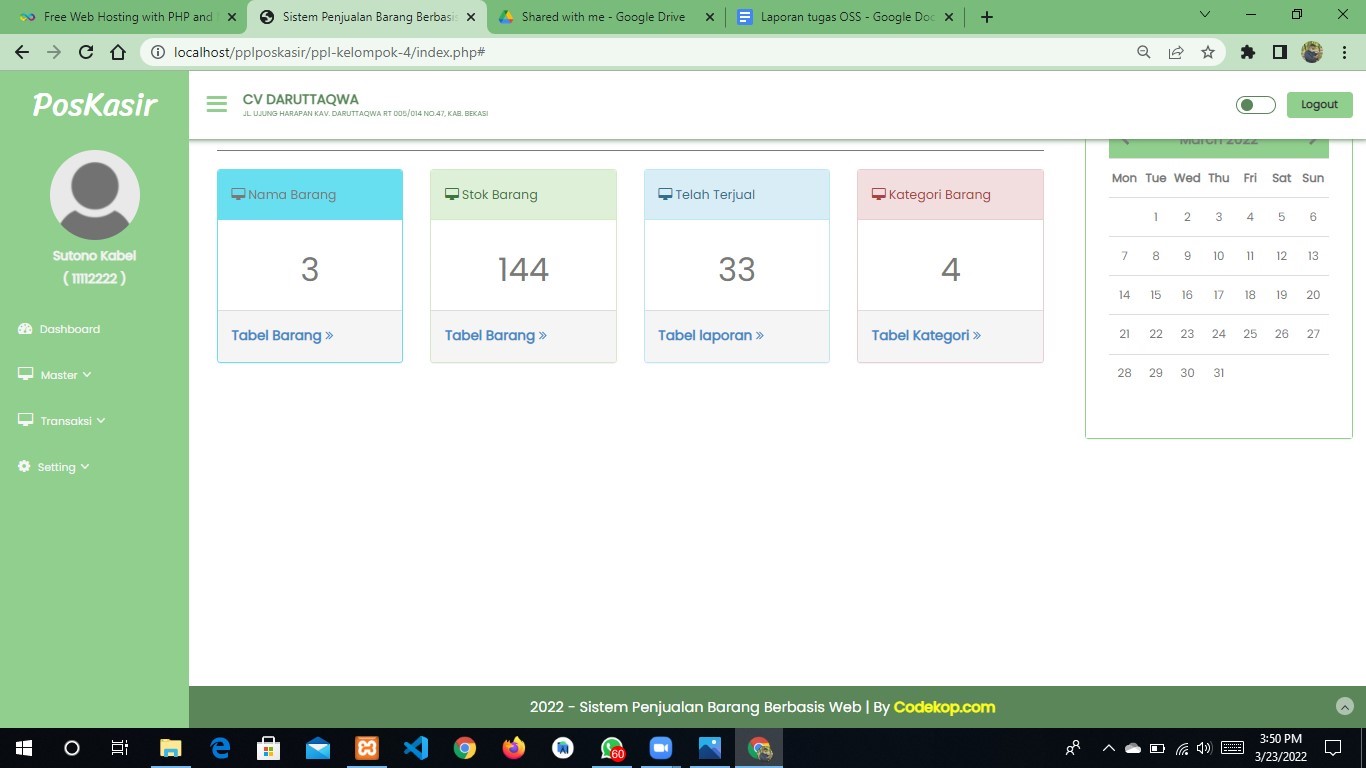 Free Web Hosting with PHP and
Sistem Penjualan Barang Berbasis
Shared with me - Google Drive
Laporan tugas OSS - Google Doc
localhost/pplposkasir/ppl-kelompok-4/index.php#
PosKasir
CV DARUTTAQWA
JL. UJUNG HARAPAN KAV. DARUTTAQWA RT 005/014 NO.47, KAB. BEKASI
Logout
Sutono Kabel
( 11112222 )
Dashboard
Master
Transaksi
Setting
Nama Barang
3
Tabel Barang »
Stok Barang
144
Tabel Barang »
Telah Terjual
33
Tabel laporan »
Kategori Barang
4
Tabel Kategori »
March 2022
Mon Tue Wed Thu Fri Sat Sun
1 2 3 4 5 6
7 8 9 10 11 12 13
14 15 16 17 18 19 20
21 22 23 24 25 26 27
28 29 30 31
2022 - Sistem Penjualan Barang Berbasis Web | By Codekop.com
60
3:50 PM
3/23/2022